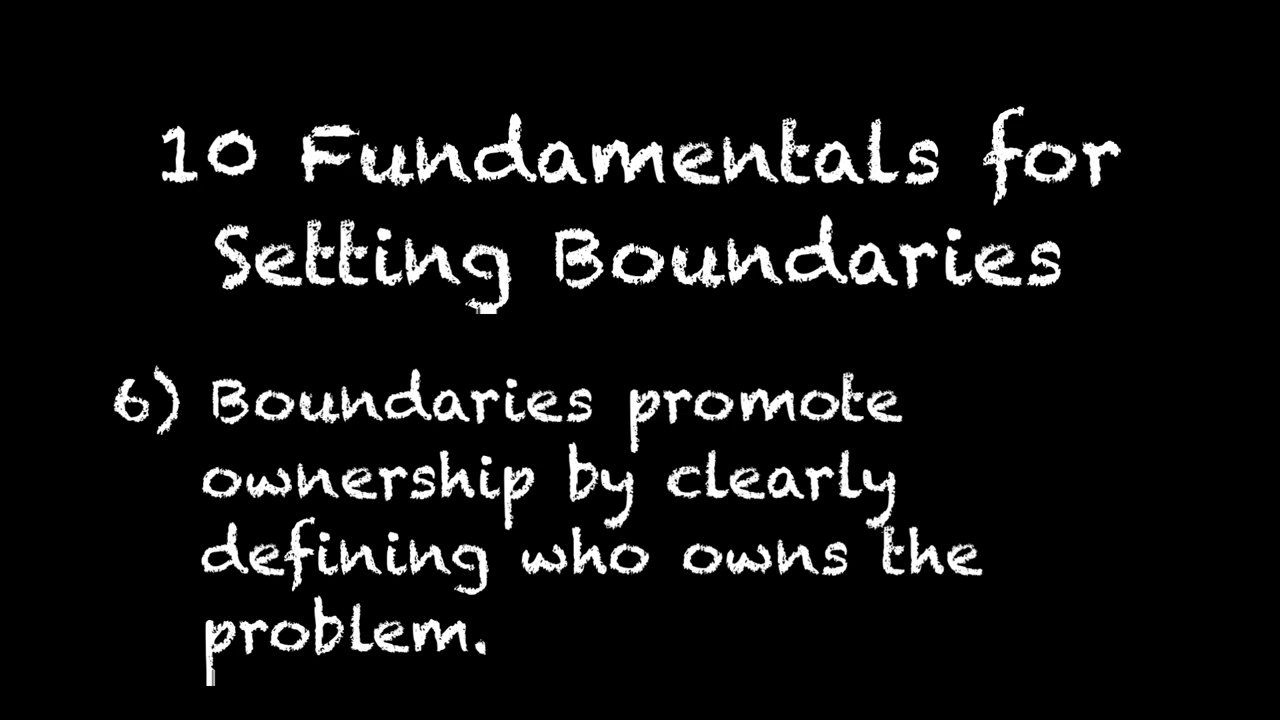 10 Fundamentals for
Setting Boundaries
6) Boundaries promote
ownership by clearly
defining who owns the
problem.